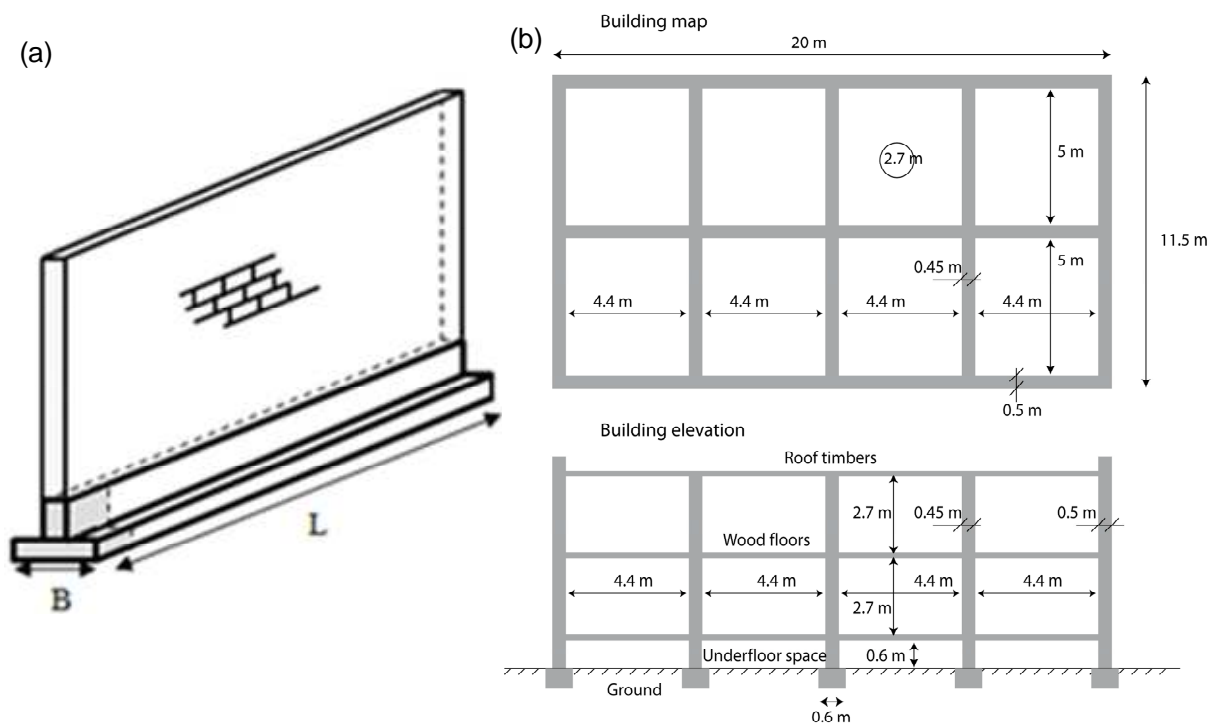 (a)
B
L
(b)
Building map
20 m
2.7 m
5 m
11.5 m
0.45 m
5 m
4.4 m
4.4 m
4.4 m
4.4 m
0.5 m
Building elevation
Roof timbers
2.7 m
0.45 m
0.5 m
Wood floors
4.4 m
4.4 m
4.4 m
4.4 m
2.7 m
Underfloor space
0.6 m
Ground
0.6 m